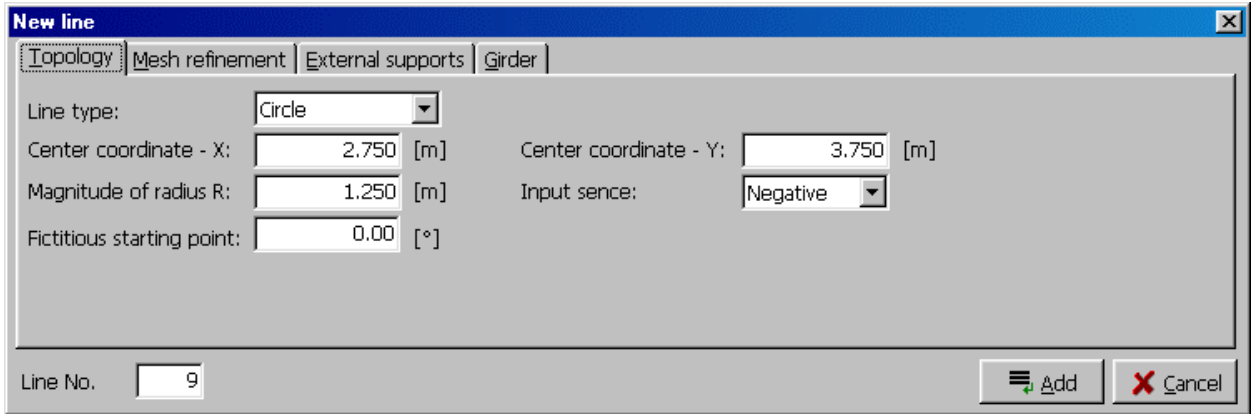 New line
Topology Mesh refinement External supports Girder
Line type: Circle
Center coordinate - X: 2.750 [m] Center coordinate - Y: 3.750 [m]
Magnitude of radius R: 1.250 [m] Input sence: Negative
Fictitious starting point: 0.00 [°]
Line No. 9 Add Cancel